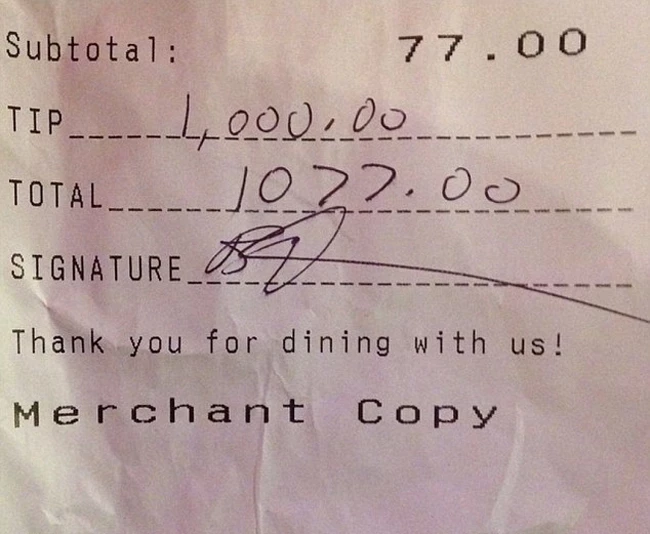 Subtotal: 77.00
TIP 1,000.00
TOTAL 1077.00
SIGNATURE
Thank you for dining with us!
Merchant Copy